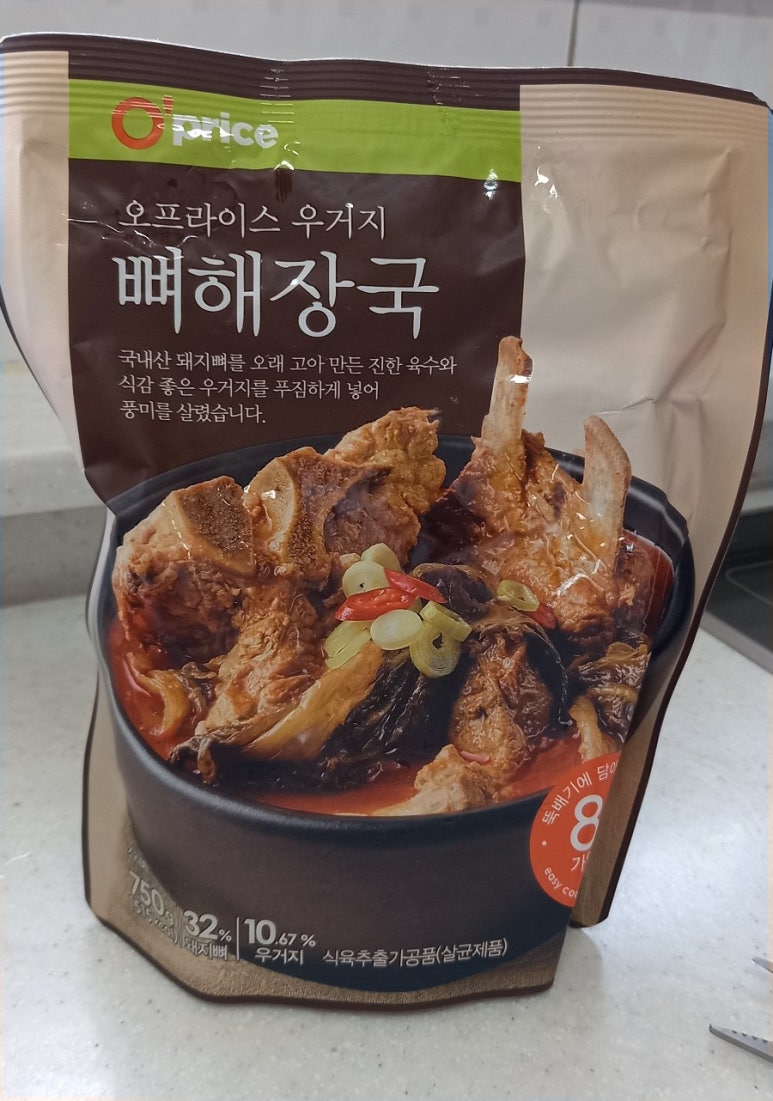 O'price
오프라이스 우거지
뼈해장국
국내산 돼지뼈를 오래 고아 만든 진한 육수와
식감 좋은 우거지를 푸짐하게 넣어
풍미를 살렸습니다.
뚝배기에
8
easy
750g
32% 돼지뼈
10.67% 우거지
식육추출가공품(살균제품)